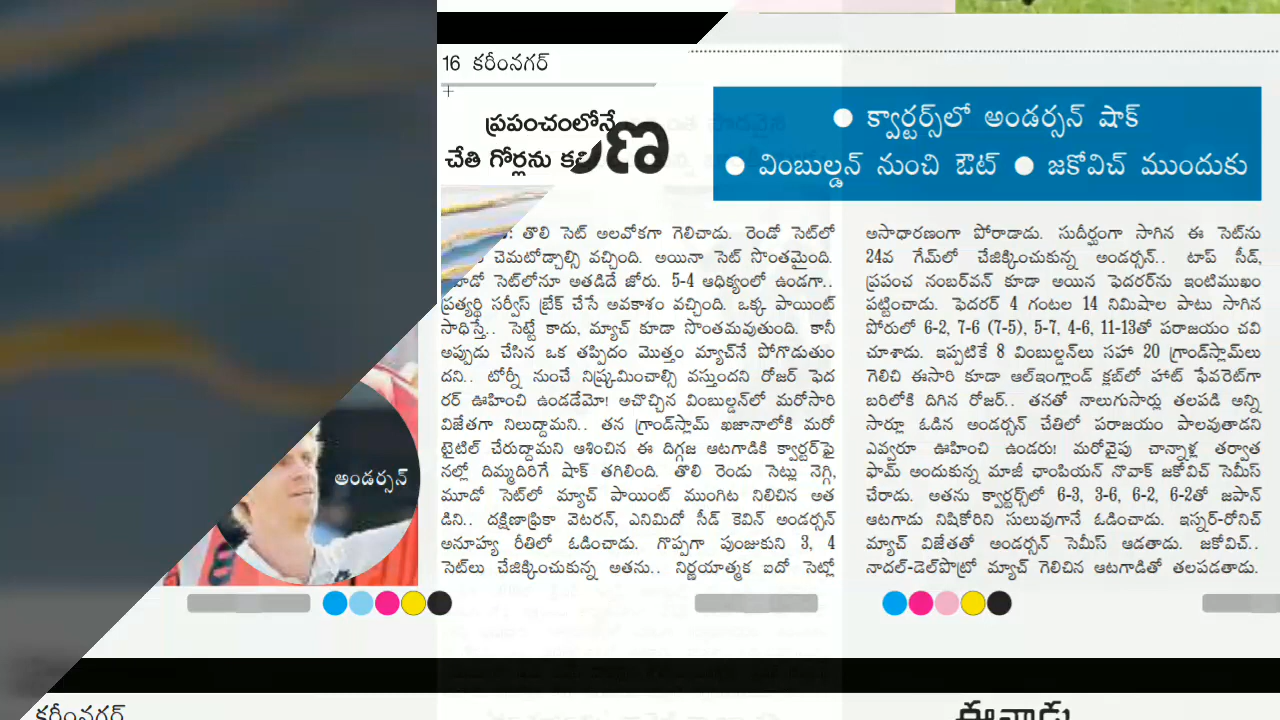 16 కరీంనగర్
ప్రపంచంలోనే
చేతి గోర్లను
● క్వార్టర్స్‌లో అండర్సన్ షాక్
● వింబుల్డన్ నుంచి ఔట్ ● జకోవిచ్ ముందుకు
తొలి సెట్ అలవోకగా గెలిచాడు. రెండో సెట్‌లో
చెమటోడ్చాల్సి వచ్చింది. అయినా సెట్ సొంతమైంది.
సెట్‌లోనూ అతడిదే జోరు. 5-4 ఆధిక్యంలో ఉండగా..
ప్రత్యర్థి సర్వీస్ బ్రేక్ చేసే అవకాశం వచ్చింది. ఒక్క పాయింట్
సాధిస్తే.. సెట్టే కాదు, మ్యాచ్ కూడా సొంతమవుతుంది. కానీ
అప్పుడు చేసిన ఒక తప్పిదం మొత్తం మ్యాచ్‌నే పోగొడుతుం
దని.. టోర్నీ నుంచే నిష్క్రమించాల్సి వస్తుందని రోజర్ ఫెద
రర్ ఊహించి ఉండడేమో! అచొచ్చిన వింబుల్డన్‌లో మరోసారి
విజేతగా నిలుద్దామని.. తన గ్రాండ్‌స్లామ్ ఖజానాలోకి మరో
టైటిల్ చేరుద్దామని ఆశించిన ఈ దిగ్గజ ఆటగాడికి క్వార్టర్‌ఫై
నల్లో దిమ్మదిరిగే షాక్ తగిలింది. తొలి రెండు సెట్లు నెగ్గి,
మూడో సెట్‌లో మ్యాచ్ పాయింట్ ముంగిట నిలిచిన అత
డిని.. దక్షిణాఫ్రికా వెటరన్, ఎనిమిదో సీడ్ కెవిన్ అండర్సన్
అనూహ్య రీతిలో ఓడించాడు. గొప్పగా పుంజుకుని 3, 4
సెట్‌లు చేజిక్కించుకున్న అతను.. నిర్ణయాత్మక ఐదో సెట్లో
అసాధారణంగా పోరాడాడు. సుదీర్ఘంగా సాగిన ఈ సెట్‌ను
24వ గేమ్‌లో చేజిక్కించుకున్న అండర్సన్.. టాప్ సీడ్,
ప్రపంచ నంబర్‌వన్ కూడా అయిన ఫెదరర్‌ను ఇంటిముఖం
పట్టించాడు. ఫెదరర్ 4 గంటల 14 నిమిషాల పాటు సాగిన
పోరులో 6-2, 7-6 (7-5), 5-7, 4-6, 11-13తో పరాజయం చవి
చూశాడు. ఇప్పటికే 8 వింబుల్డన్‌లు సహా 20 గ్రాండ్‌స్లామ్‌లు
గెలిచి ఈసారి కూడా ఆల్‌ఇంగ్లాండ్ క్లబ్‌లో హాట్ ఫేవరెట్‌గా
బరిలోకి దిగిన రోజర్.. తనతో నాలుగుసార్లు తలపడి అన్ని
సార్లూ ఓడిన అండర్సన్ చేతిలో పరాజయం పాలవుతాడని
ఎవ్వరూ ఊహించి ఉండరు! మరోవైపు చాన్నాళ్ల తర్వాత
ఫామ్ అందుకున్న మాజీ ఛాంపియన్ నొవాక్ జకోవిచ్ సెమీస్
చేరాడు. అతను క్వార్టర్స్‌లో 6-3, 3-6, 6-2, 6-2తో జపాన్
ఆటగాడు నిషికోరిని సులువుగానే ఓడించాడు. ఇస్నర్-రోనిచ్
మ్యాచ్ విజేతతో అండర్సన్ సెమీస్ ఆడతాడు. జకోవిచ్..
నాదల్-డెల్‌పొట్రో మ్యాచ్ గెలిచిన ఆటగాడితో తలపడతాడు.
అండర్సన్
కరీంనగర్
ఈనాడు